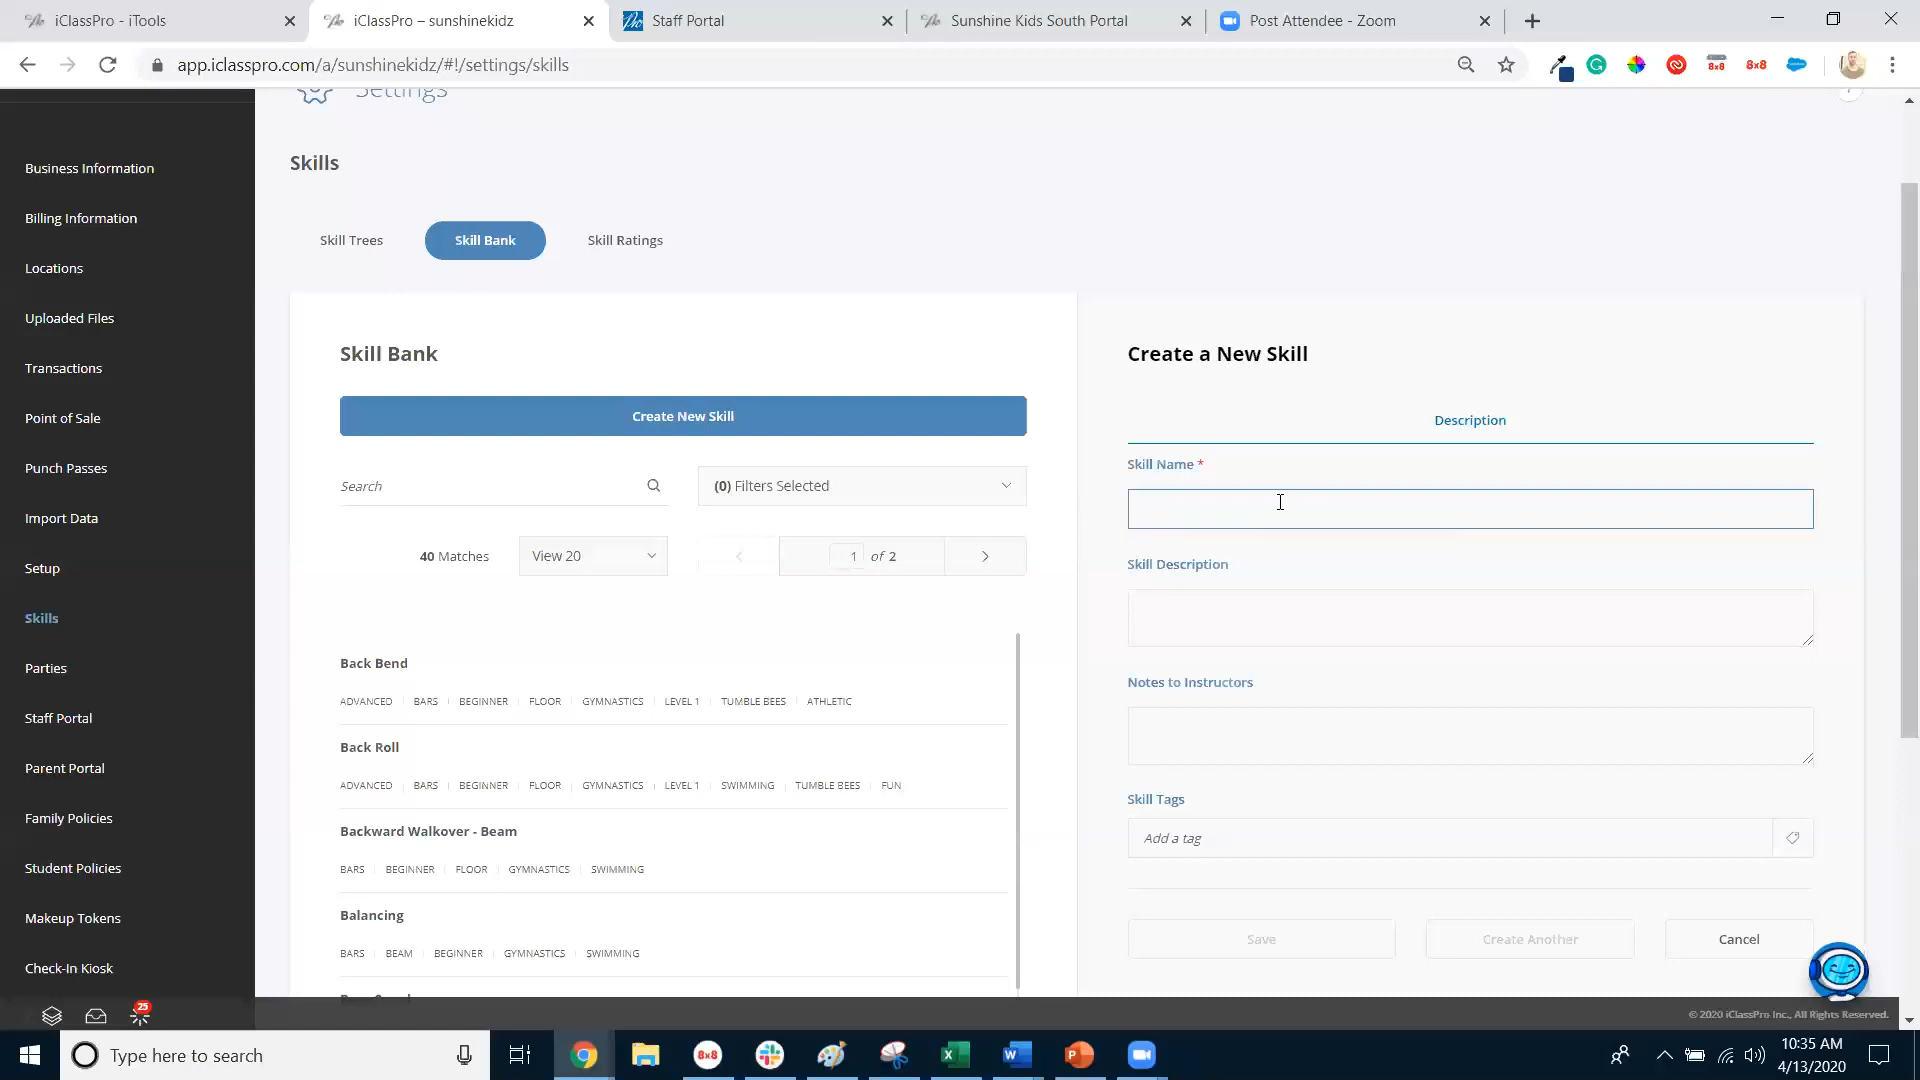 iClassPro - iTools
iClassPro – sunshinekidz
Staff Portal
Sunshine Kids South Portal
Post Attendee - Zoom
app.iclasspro.com/a/sunshinekidz/#!/settings/skills
8x8
8x8
Settings
Business Information
Billing Information
Locations
Uploaded Files
Transactions
Point of Sale
Punch Passes
Import Data
Setup
Skills
Parties
Staff Portal
Parent Portal
Family Policies
Student Policies
Makeup Tokens
Check-In Kiosk
25
Skills
Skill Trees
Skill Bank
Skill Ratings
Skill Bank
Create New Skill
Search
(0) Filters Selected
40 Matches
View 20
1 of 2
Back Bend
ADVANCED BARS BEGINNER FLOOR GYMNASTICS LEVEL 1 TUMBLE BEES ATHLETIC
Back Roll
ADVANCED BARS BEGINNER FLOOR GYMNASTICS LEVEL 1 SWIMMING TUMBLE BEES FUN
Backward Walkover - Beam
BARS BEGINNER FLOOR GYMNASTICS SWIMMING
Balancing
BARS BEAM BEGINNER GYMNASTICS SWIMMING
Create a New Skill
Description
Skill Name *
Skill Description
Notes to Instructors
Skill Tags
Add a tag
Save
Create Another
Cancel
© 2020 iClassPro Inc., All Rights Reserved.
Type here to search
8x8
10:35 AM
4/13/2020